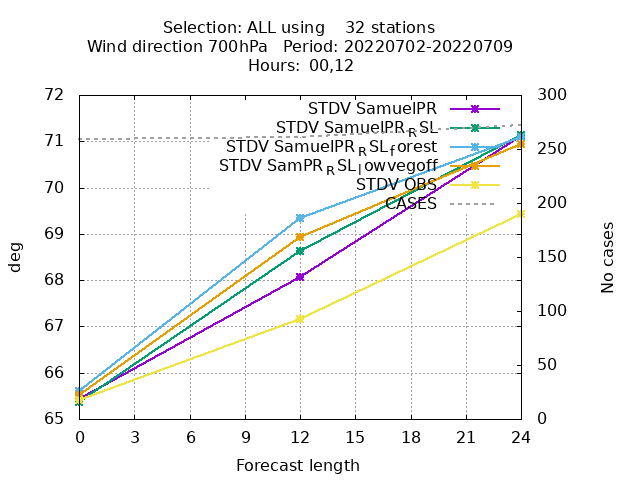 Selection: ALL using    32 stations
Wind direction 700hPa   Period: 20220702-20220709
Hours: 00,12
STDV SamuelPR
STDV SamuelPR_RSL
STDV SamuelPR_RSL_forest
STDV SamPR_RSL_lowvegoff
STDV OBS
CASES
72
71
70
69
68
67
66
65
deg
300
250
200
150
100
50
0
No cases
0 3 6 9 12 15 18 21 24
Forecast length